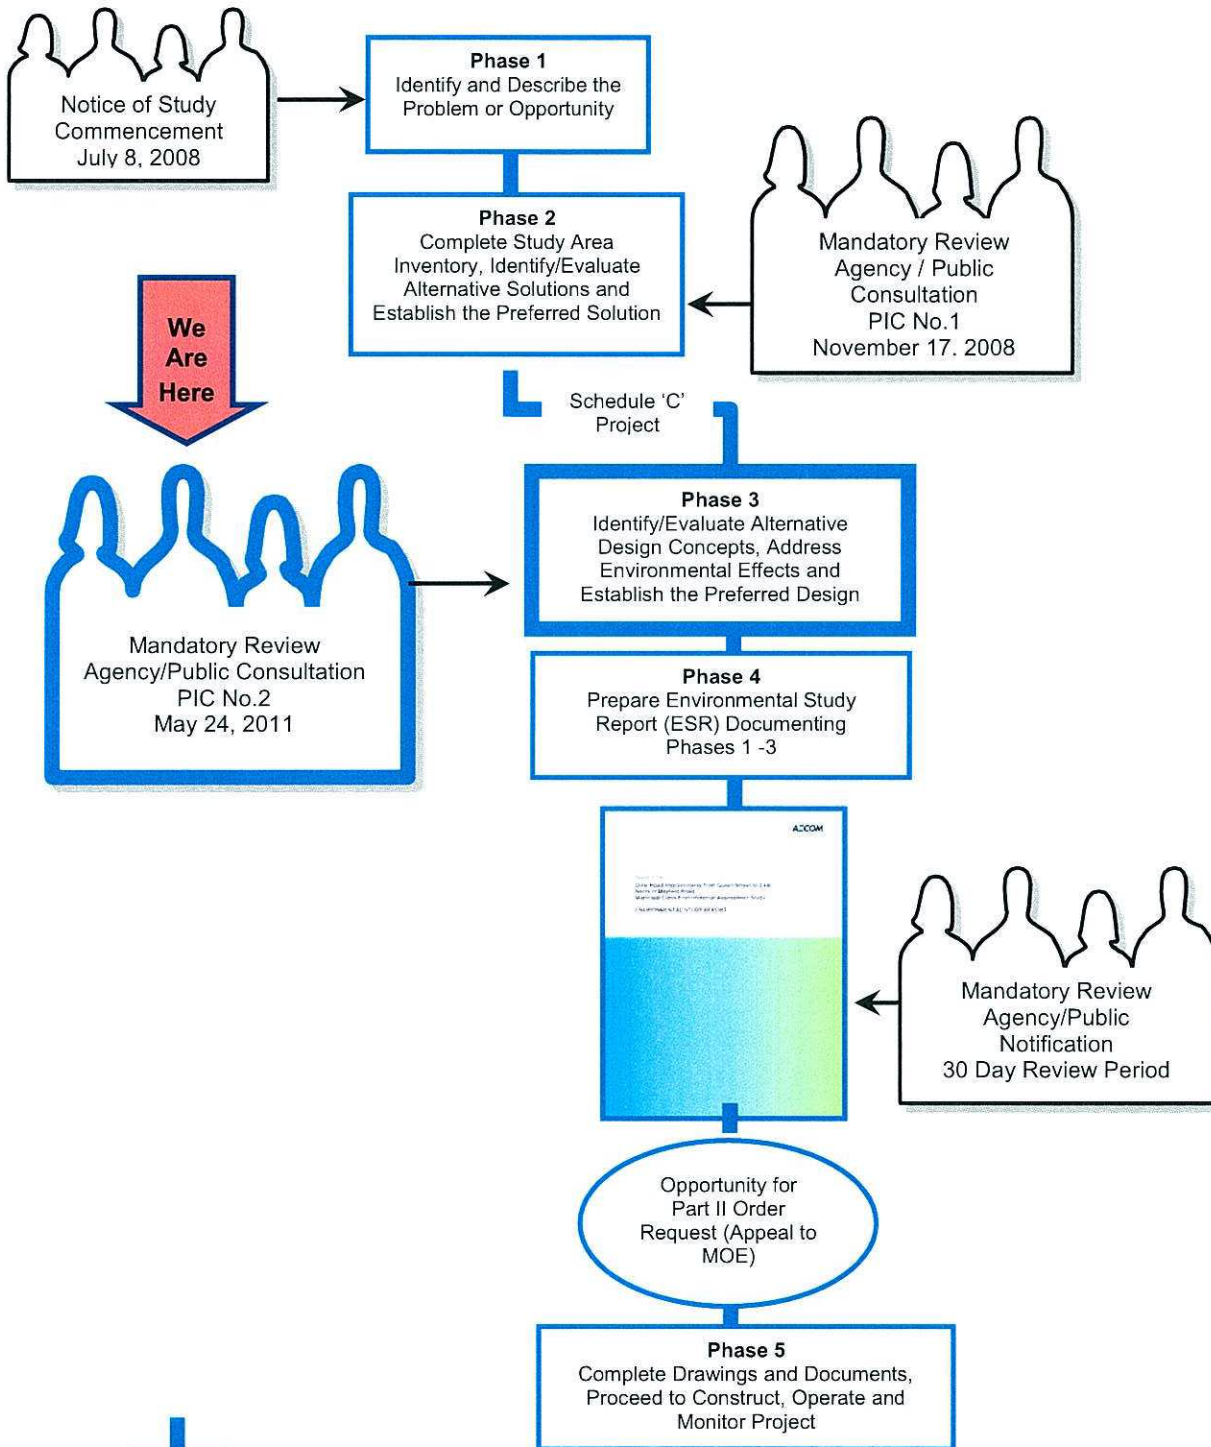 Notice of Study
Commencement
July 8, 2008
Phase 1
Identify and Describe the
Problem or Opportunity
Phase 2
Complete Study Area
Inventory, Identify/Evaluate
Alternative Solutions and
Establish the Preferred Solution
Mandatory Review
Agency / Public
Consultation
PIC No.1
November 17. 2008
We
Are
Here
Schedule ‘C’
Project
Mandatory Review
Agency/Public Consultation
PIC No.2
May 24, 2011
Phase 3
Identify/Evaluate Alternative
Design Concepts, Address
Environmental Effects and
Establish the Preferred Design
Phase 4
Prepare Environmental Study
Report (ESR) Documenting
Phases 1 -3
AECOM
Mandatory Review
Agency/Public
Notification
30 Day Review Period
Opportunity for
Part II Order
Request (Appeal to
MOE)
Phase 5
Complete Drawings and Documents,
Proceed to Construct, Operate and
Monitor Project